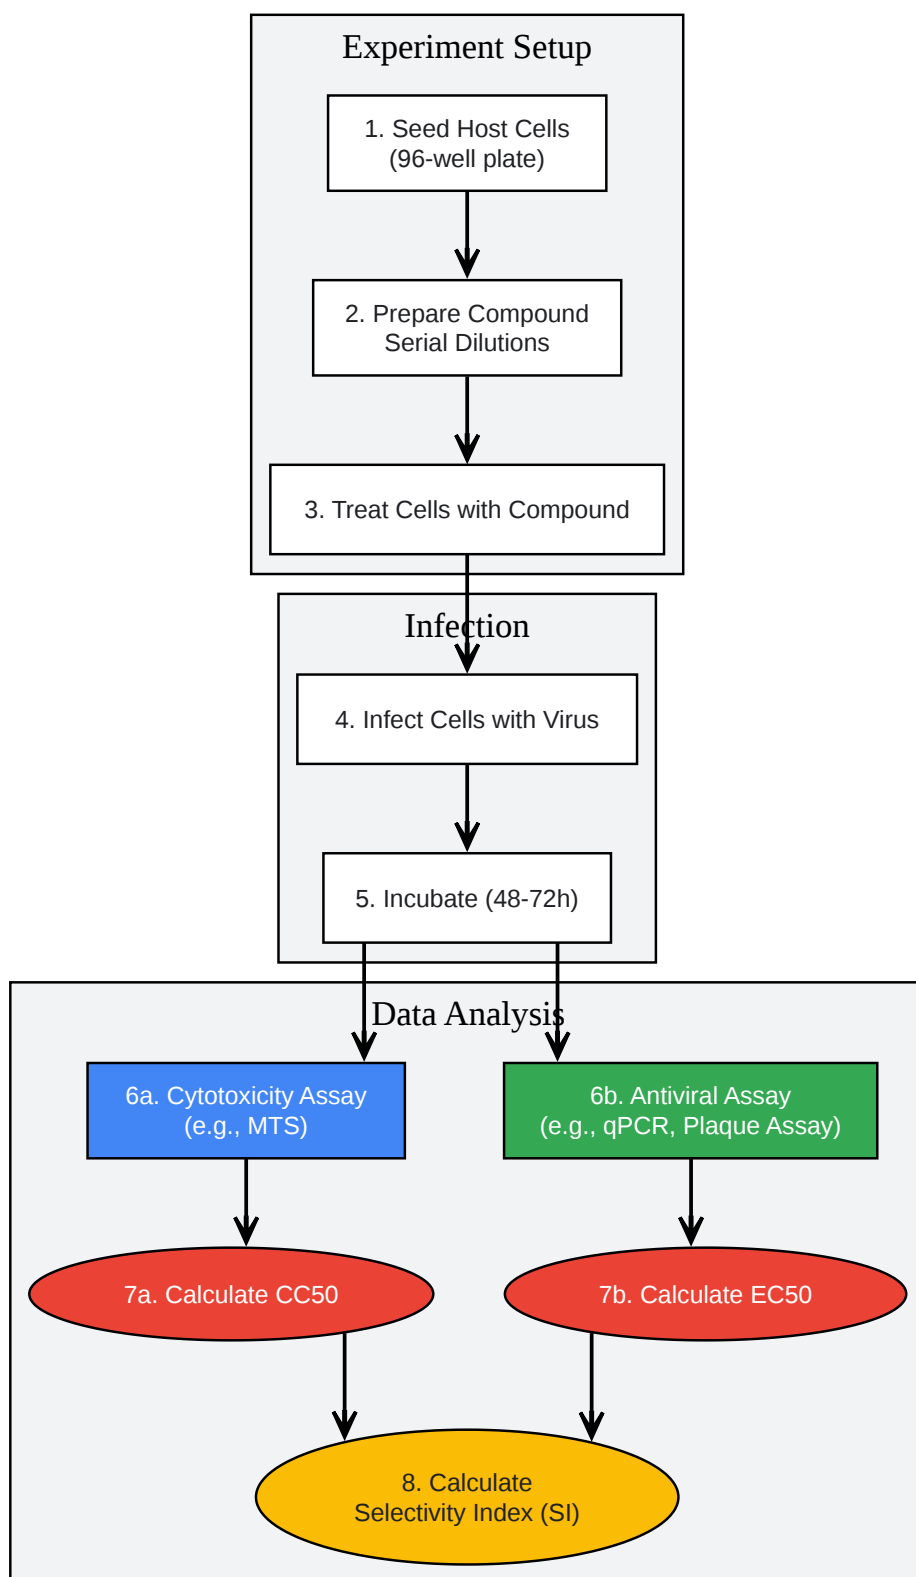 Experiment Setup
1. Seed Host Cells
(96-well plate)
2. Prepare Compound
Serial Dilutions
3. Treat Cells with Compound
Infection
4. Infect Cells with Virus
5. Incubate (48-72h)
Data Analysis
6a. Cytotoxicity Assay
(e.g., MTS)
6b. Antiviral Assay
(e.g., qPCR, Plaque Assay)
7a. Calculate CC50
7b. Calculate EC50
8. Calculate
Selectivity Index (SI)